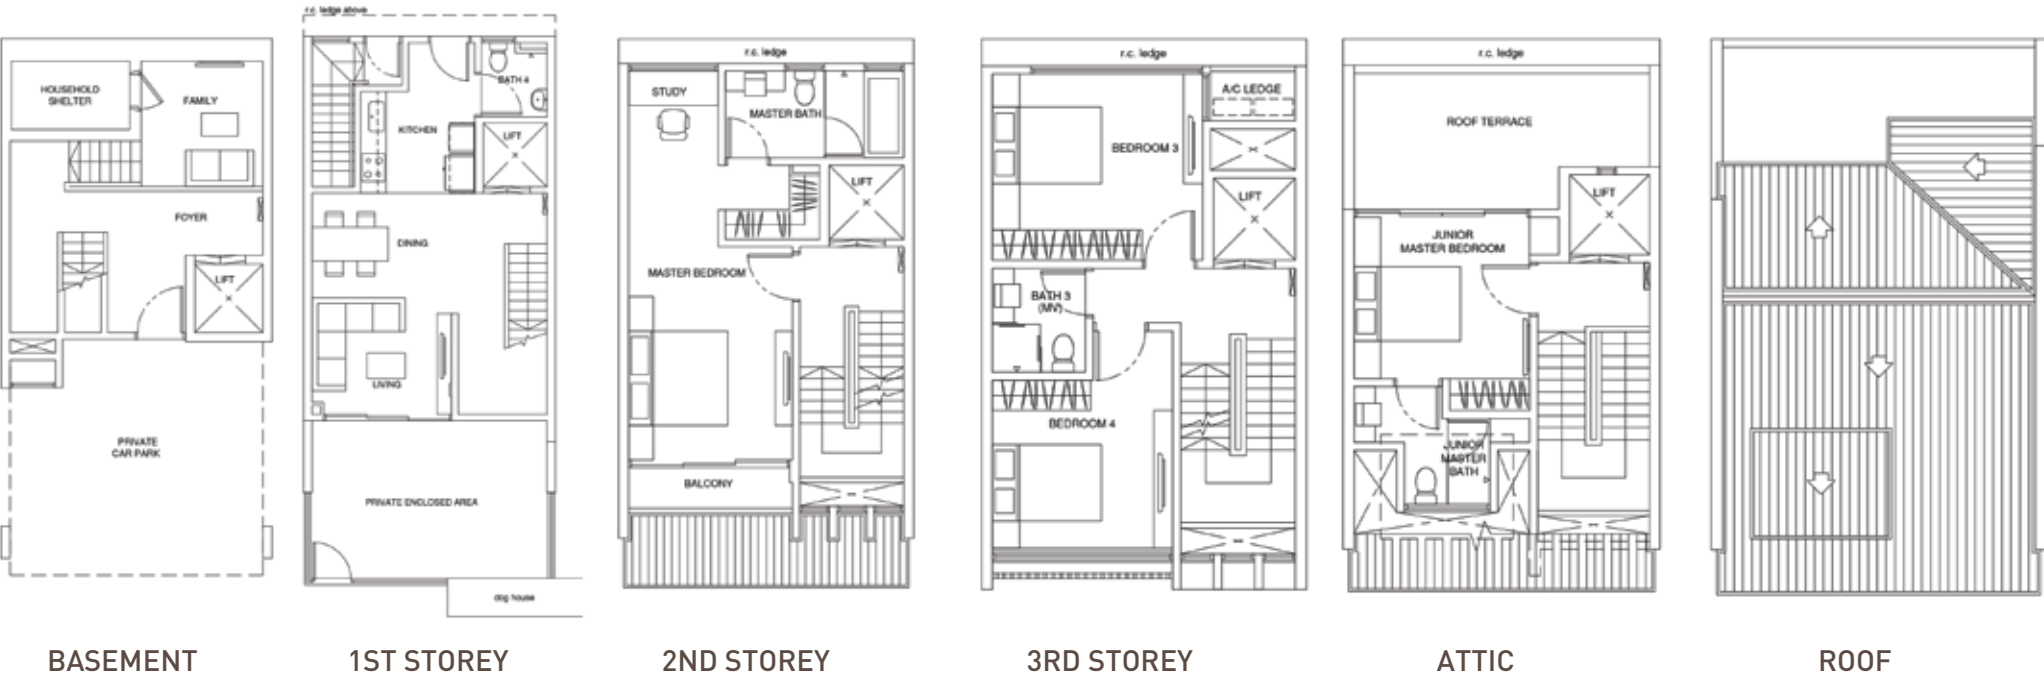 HOUSEHOLD
SHELTER
FAMILY
FOYER
LIFT
PRIVATE
CAR PARK
BASEMENT
r.c. ledge above
BATH 4
KITCHEN
LIFT
DINING
LIVING
PRIVATE ENCLOSED AREA
dog house
1ST STOREY
r.c. ledge
STUDY
MASTER BATH
LIFT
MASTER BEDROOM
BALCONY
2ND STOREY
r.c. ledge
A/C LEDGE
BEDROOM 3
LIFT
BATH 3
(MV)
BEDROOM 4
3RD STOREY
r.c. ledge
ROOF TERRACE
LIFT
JUNIOR
MASTER BEDROOM
JUNIOR
MASTER
BATH
ATTIC
ROOF